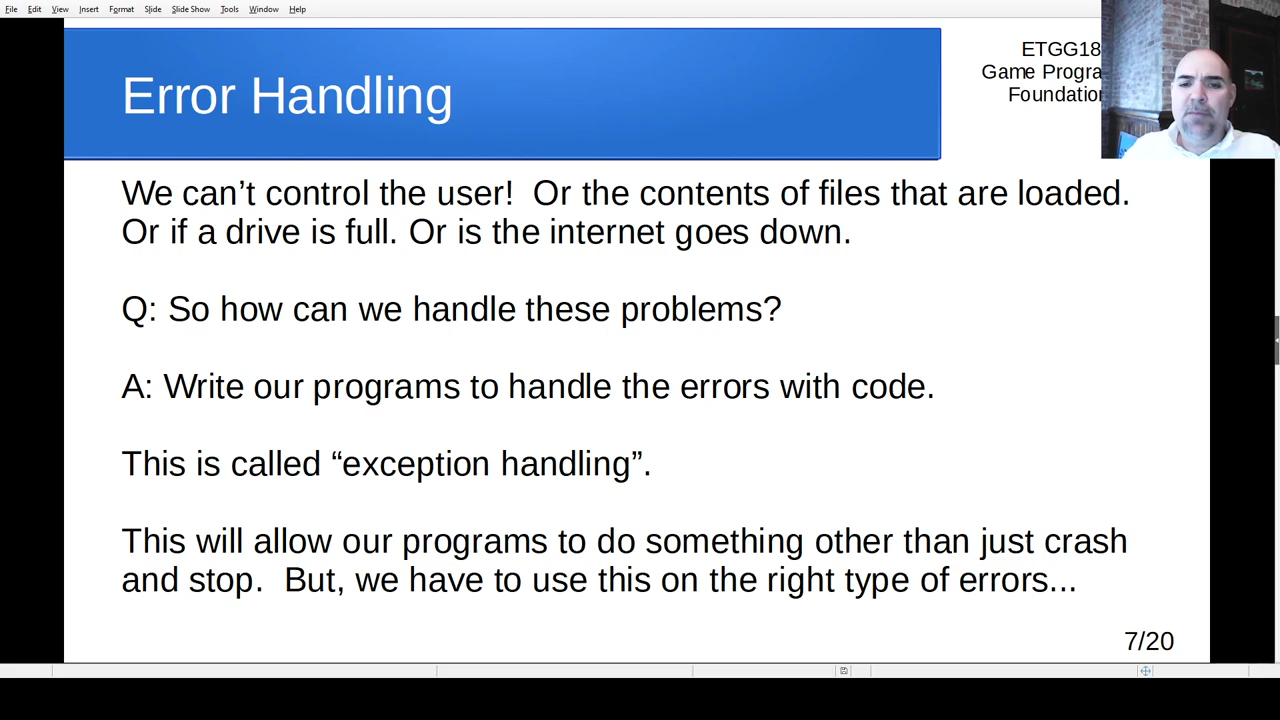 File Edit View Insert Format Slide Slide Show Tools Window Help
Error Handling
ETGG18
Game Progra
Foundation
We can’t control the user!  Or the contents of files that are loaded.
Or if a drive is full. Or is the internet goes down.
Q: So how can we handle these problems?
A: Write our programs to handle the errors with code.
This is called “exception handling”.
This will allow our programs to do something other than just crash
and stop.  But, we have to use this on the right type of errors...
7/20